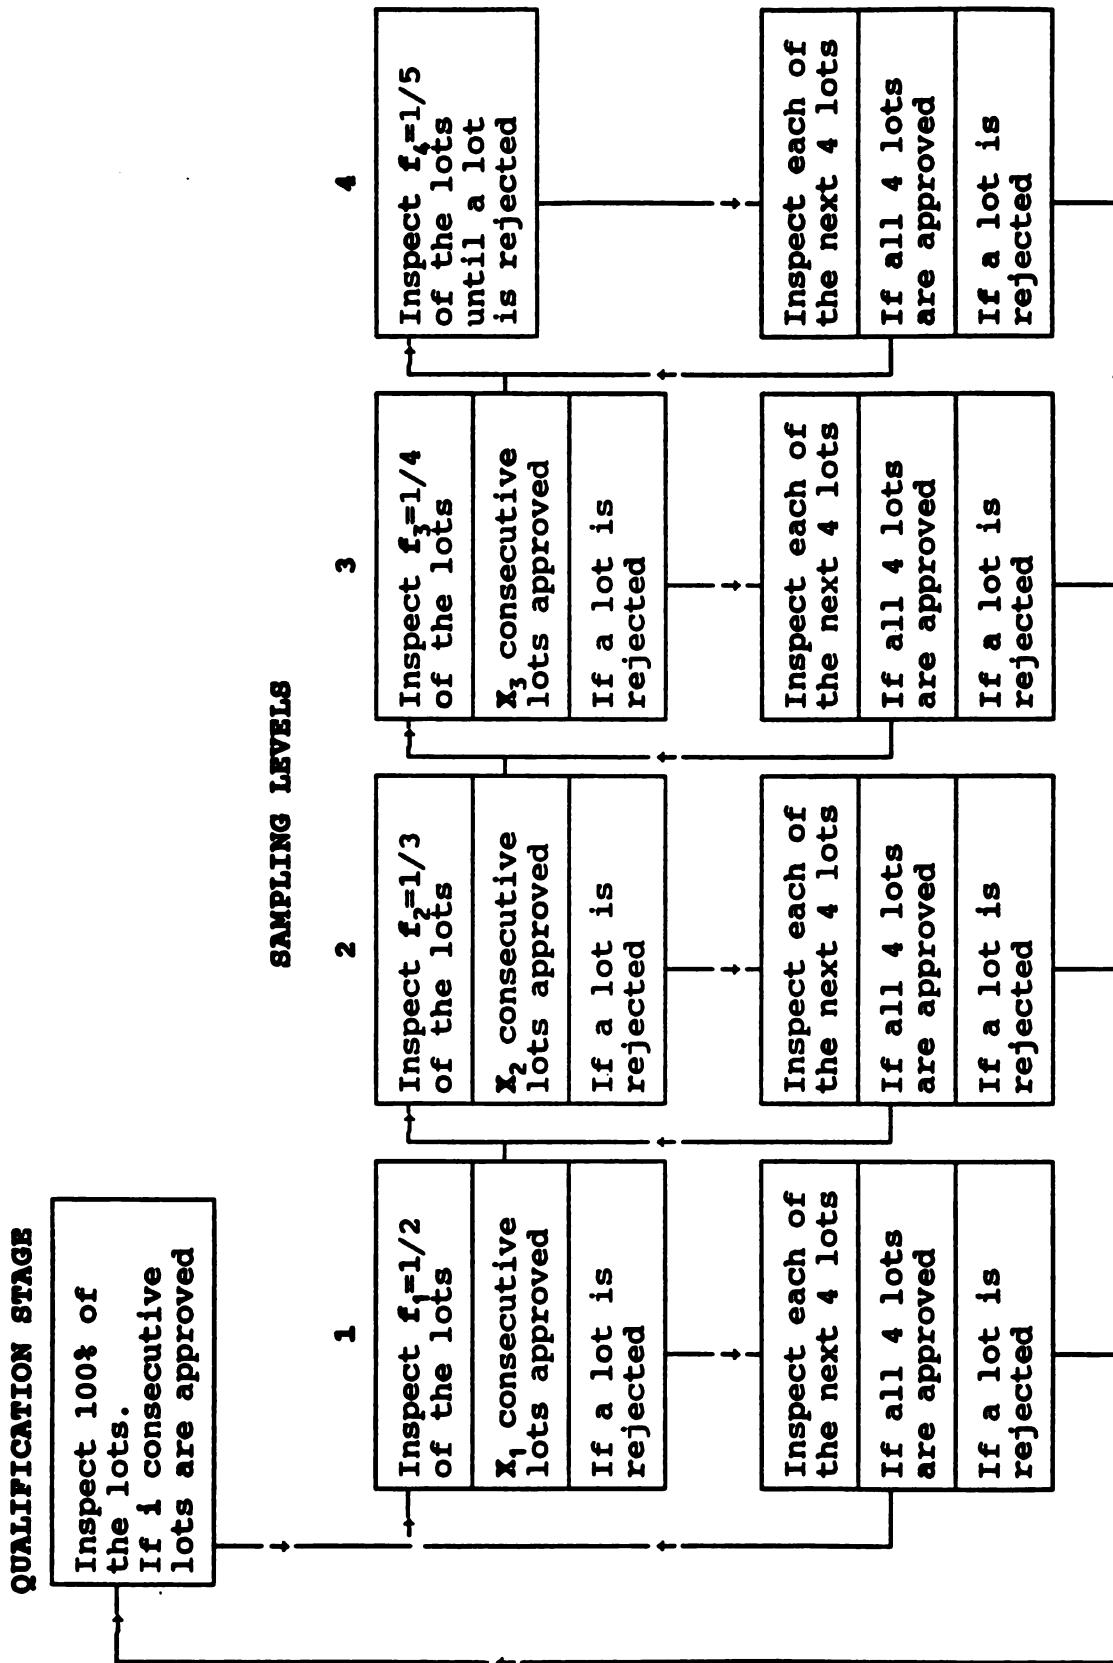 QUALIFICATION STAGE
Inspect 100% of
the lots.
If i consecutive
lots are approved
SAMPLING LEVELS
1
Inspect f₁=1/2
of the lots
X₁ consecutive
lots approved
If a lot is
rejected
Inspect each of
the next 4 lots
If all 4 lots
are approved
If a lot is
rejected
2
Inspect f₂=1/3
of the lots
X₂ consecutive
lots approved
If a lot is
rejected
Inspect each of
the next 4 lots
If all 4 lots
are approved
If a lot is
rejected
3
Inspect f₃=1/4
of the lots
X₃ consecutive
lots approved
If a lot is
rejected
Inspect each of
the next 4 lots
If all 4 lots
are approved
If a lot is
rejected
4
Inspect f₄=1/5
of the lots
until a lot
is rejected
Inspect each of
the next 4 lots
If all 4 lots
are approved
If a lot is
rejected